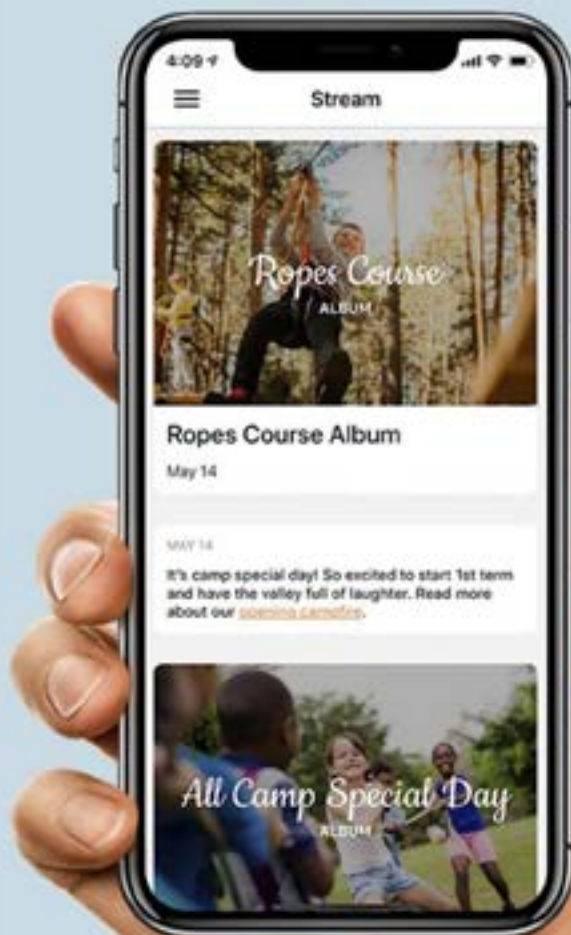 4:09
Stream
Ropes Course
ALBUM
Ropes Course Album
May 14
MAY 14
It's camp special day! So excited to start 1st term
and have the valley full of laughter. Read more
about our opening campfire.
All Camp Special Day
ALBUM